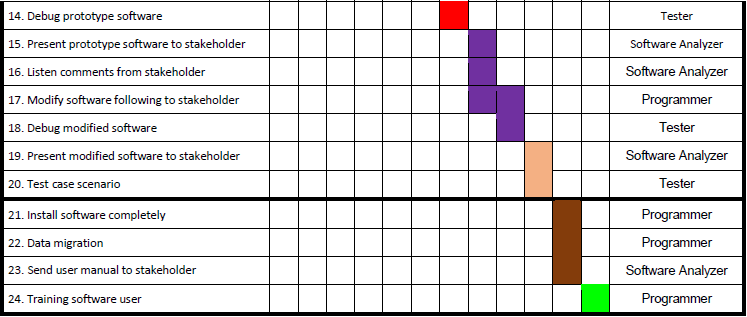 14. Debug prototype software Tester
15. Present prototype software to stakeholder Software Analyzer
16. Listen comments from stakeholder Software Analyzer
17. Modify software following to stakeholder Programmer
18. Debug modified software Tester
19. Present modified software to stakeholder Software Analyzer
20. Test case scenario Tester
21. Install software completely Programmer
22. Data migration Programmer
23. Send user manual to stakeholder Software Analyzer
24. Training software user Programmer